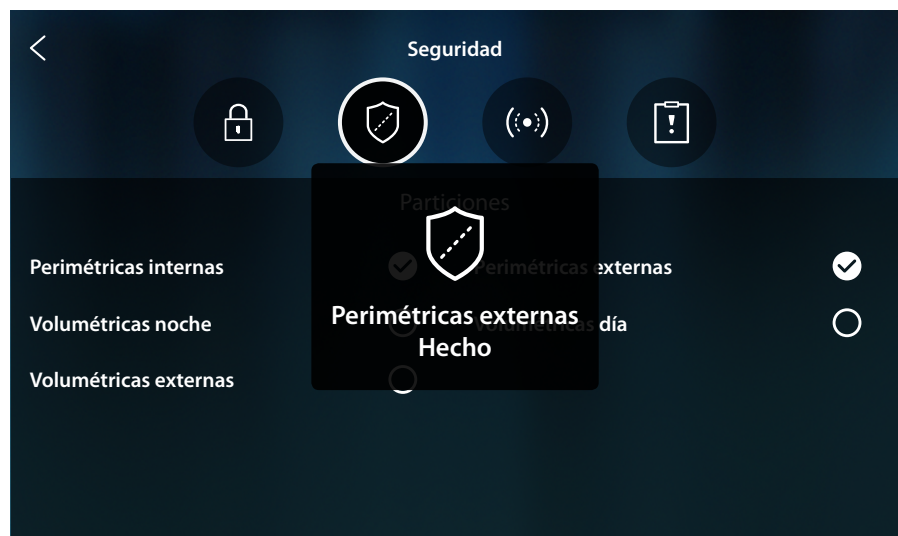 Seguridad
Particiones
Perimétricas internas
Perimétricas externas
Volumétricas noche
Volumétricas día
Volumétricas externas
Perimétricas externas
Hecho